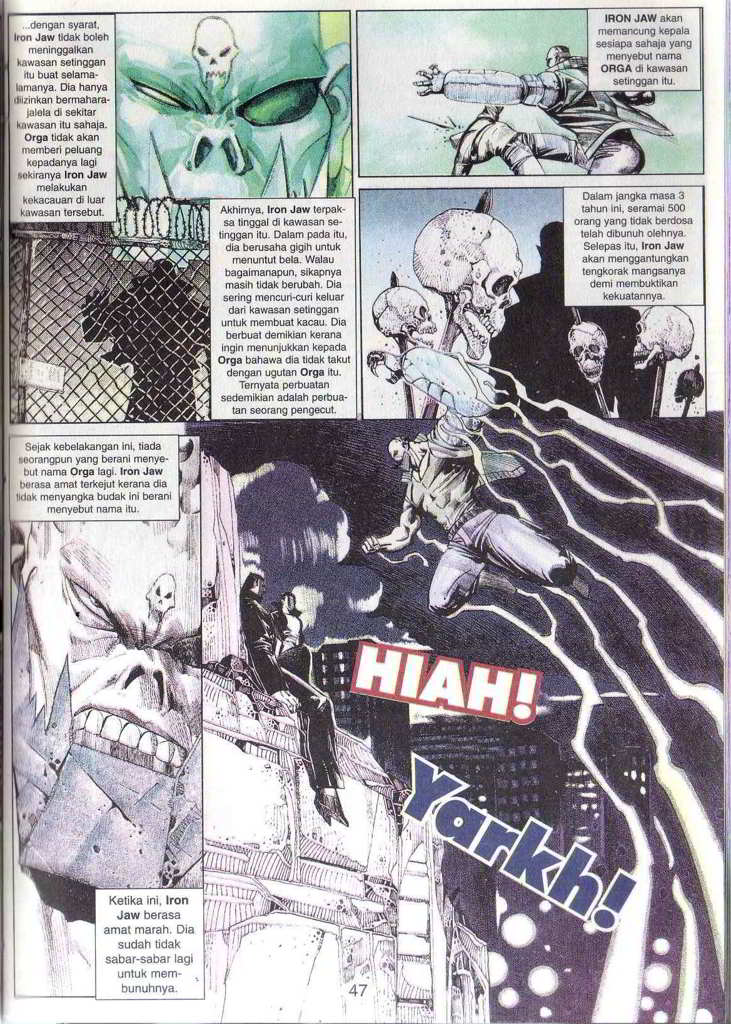 ...dengan syarat,
Iron Jaw tidak boleh
meninggalkan
kawasan setinggan
itu buat selama-
lamanya. Dia hanya
diizinkan bermahara-
jalela di sekitar
kawasan itu sahaja.
Orga tidak akan
memberi peluang
kepadanya lagi
sekiranya Iron Jaw
melakukan
kekacauan di luar
kawasan tersebut.
IRON JAW akan
memancung kepala
sesiapa sahaja yang
menyebut nama
ORGA di kawasan
setinggan itu.
Akhirnya, Iron Jaw terpak-
sa tinggal di kawasan se-
tinggan itu. Dalam pada itu,
dia berusaha gigih untuk
menuntut bela. Walau
bagaimanapun, sikapnya
masih tidak berubah. Dia
sering mencuri-curi keluar
dari kawasan setinggan
untuk membuat kacau. Dia
berbuat demikian kerana
ingin menunjukkan kepada
Orga bahawa dia tidak takut
dengan ugutan Orga itu.
Ternyata perbuatan
sedemikian adalah perbua-
tan seorang pengecut.
Dalam jangka masa 3
tahun ini, seramai 500
orang yang tidak berdosa
telah dibunuh olehnya.
Selepas itu, Iron Jaw
akan menggantungkan
tengkorak mangsanya
demi membuktikan
kekuatannya.
Sejak kebelakangan ini, tiada
seorangpun yang berani menye-
but nama Orga lagi. Iron Jaw
berasa amat terkejut kerana dia
tidak menyangka budak ini berani
menyebut nama itu.
HIAH!
Yarkh!
Ketika ini, Iron
Jaw berasa
amat marah. Dia
sudah tidak
sabar-sabar lagi
untuk mem-
bunuhnya.
47